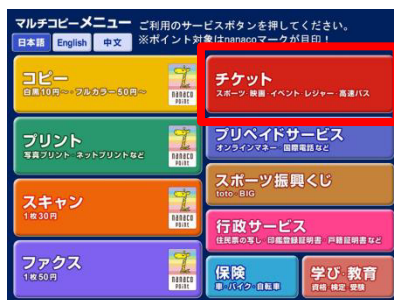 マルチコピーメニュー
ご利用のサービスボタンを押してください。
日本語 English 中文
※ポイント対象はnanacoマークが目印！
コピー
白黒10円～・フルカラー50円～
nanaco
POINT
チケット
スポーツ・映画・イベント・レジャー・高速バス
プリント
写真プリント・ネットプリントなど
nanaco
POINT
プリペイドサービス
オンラインマネー・国際電話など
スキャン
1枚30円
nanaco
POINT
スポーツ振興くじ
toto・BIG
行政サービス
住民票の写し・印鑑登録証明書・戸籍証明書など
ファクス
1枚50円
nanaco
POINT
保険
車・バイク・自転車
学び・教育
資格・検定・受験